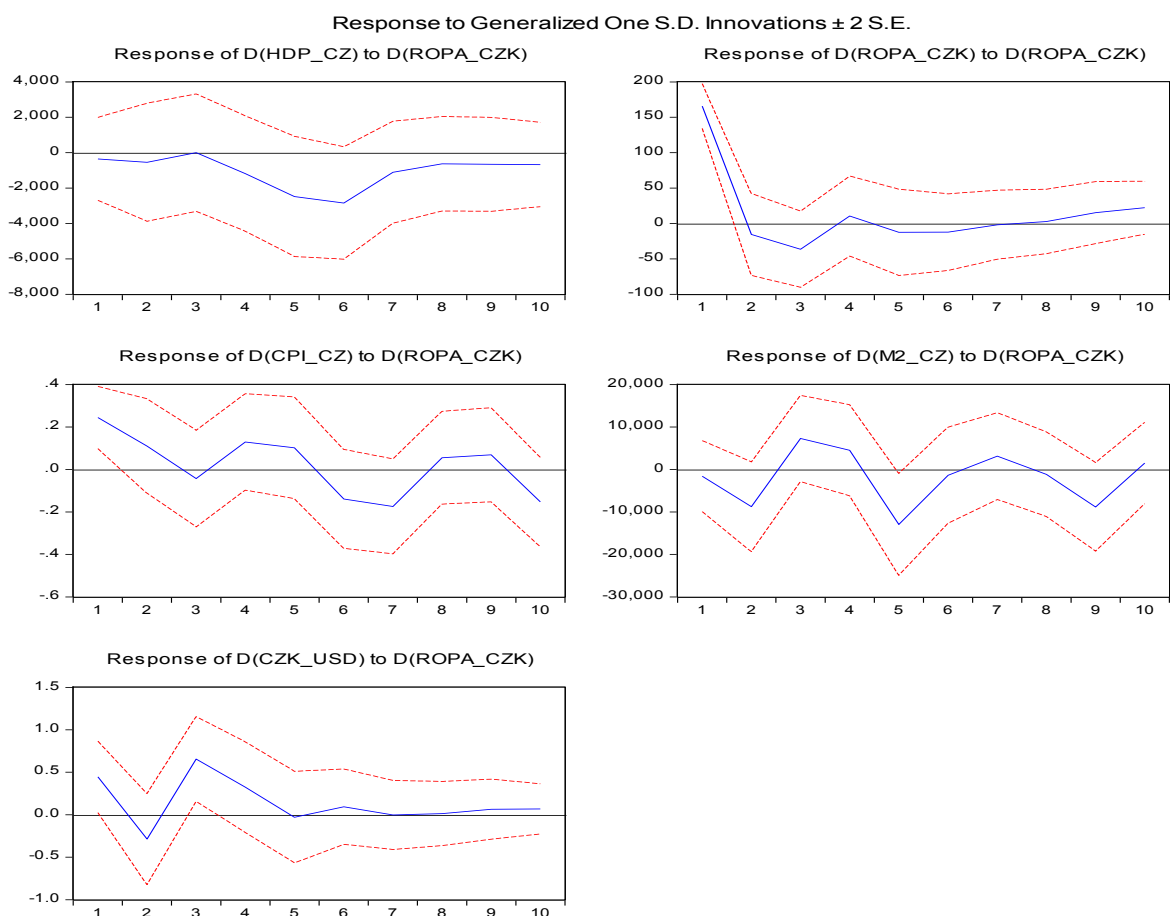 Response to Generalized One S.D. Innovations ± 2 S.E.
Response of D(HDP_CZ) to D(ROPA_CZK)
4,000
2,000
0
-2,000
-4,000
-6,000
-8,000
1 2 3 4 5 6 7 8 9 10
Response of D(ROPA_CZK) to D(ROPA_CZK)
200
150
100
50
0
-50
-100
1 2 3 4 5 6 7 8 9 10
Response of D(CPI_CZ) to D(ROPA_CZK)
.4
.2
.0
-.2
-.4
-.6
1 2 3 4 5 6 7 8 9 10
Response of D(M2_CZ) to D(ROPA_CZK)
20,000
10,000
0
-10,000
-20,000
-30,000
1 2 3 4 5 6 7 8 9 10
Response of D(CZK_USD) to D(ROPA_CZK)
1.5
1.0
0.5
0.0
-0.5
-1.0
1 2 3 4 5 6 7 8 9 10